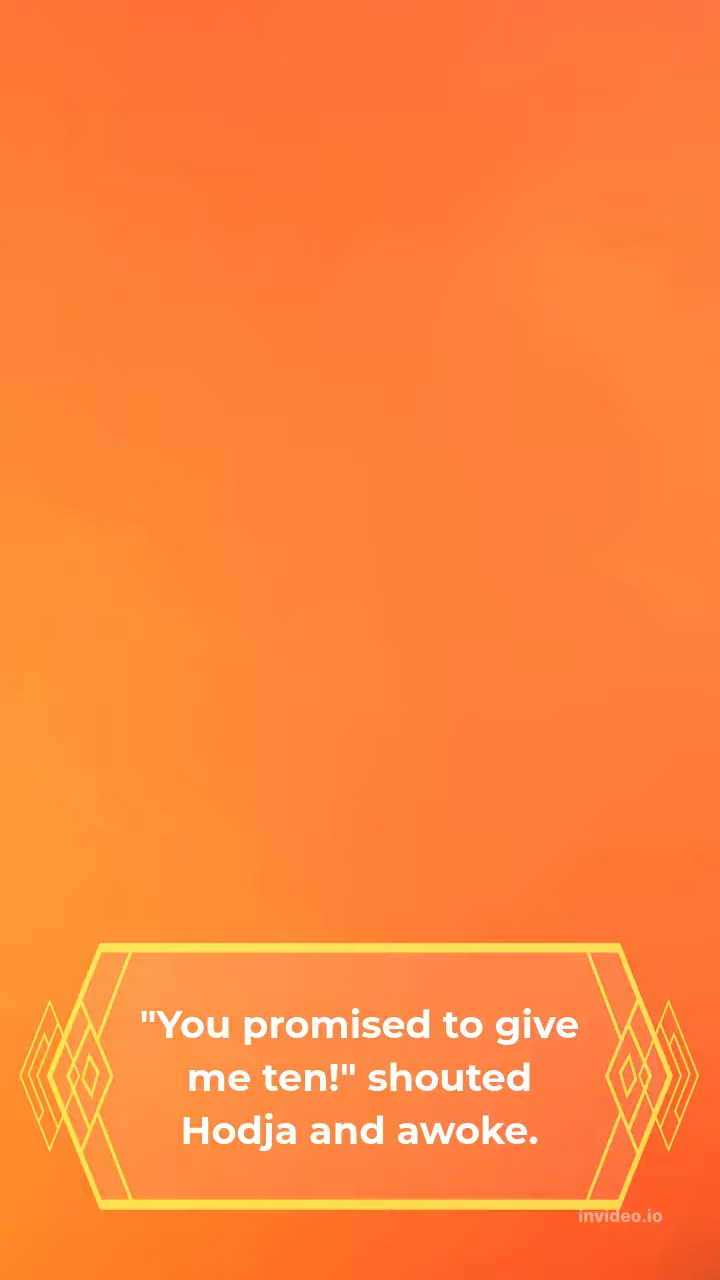 "You promised to give
me ten!" shouted
Hodja and awoke.
invideo.io